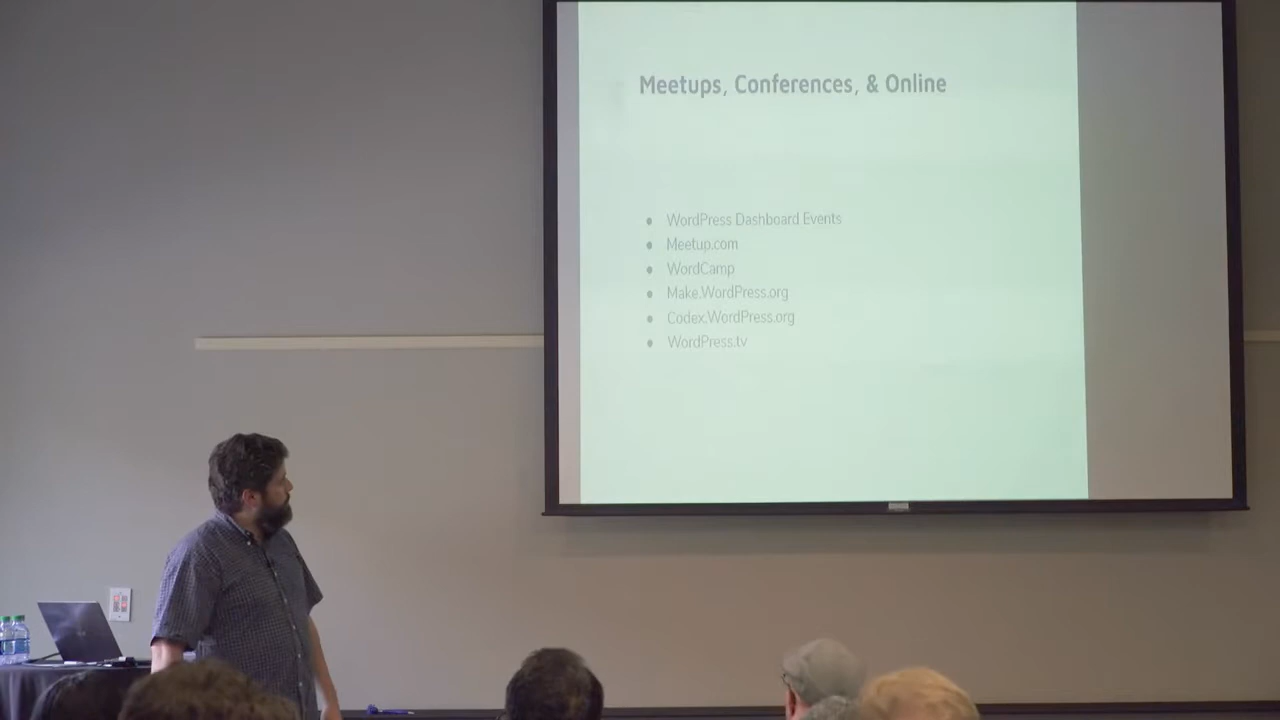 Meetups, Conferences, & Online
WordPress Dashboard Events
Meetup.com
WordCamp
Make.WordPress.org
Codex.WordPress.org
WordPress.tv